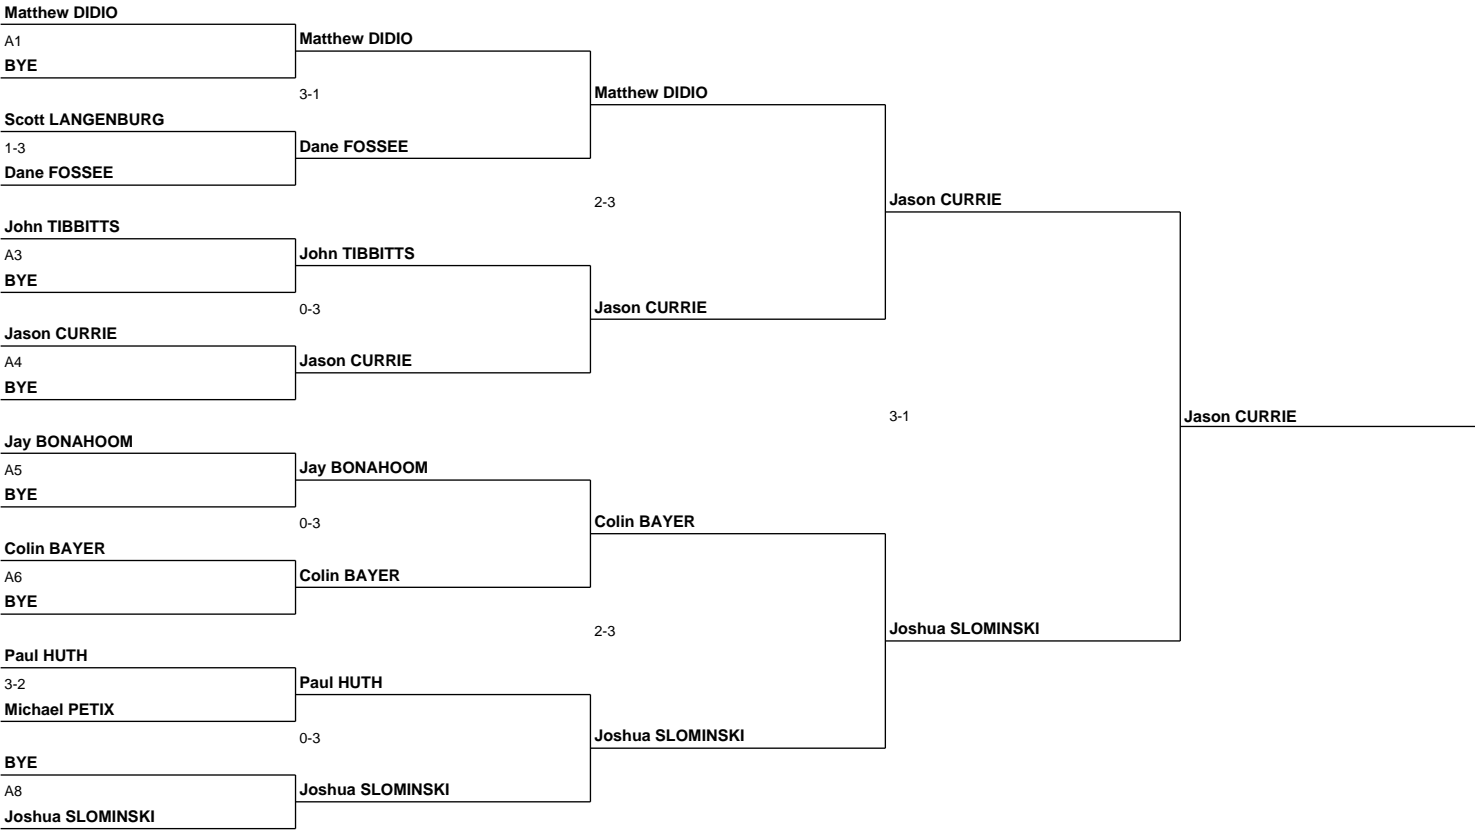 Matthew DIDIO
A1
BYE
Matthew DIDIO
3-1
Matthew DIDIO
Scott LANGENBURG
1-3
Dane FOSSEE
Dane FOSSEE
2-3
Jason CURRIE
John TIBBITTS
A3
BYE
John TIBBITTS
0-3
Jason CURRIE
Jason CURRIE
A4
BYE
Jason CURRIE
3-1
Jason CURRIE
Jay BONAHOOM
A5
BYE
Jay BONAHOOM
0-3
Colin BAYER
Colin BAYER
A6
BYE
Colin BAYER
2-3
Joshua SLOMINSKI
Paul HUTH
3-2
Michael PETIX
Paul HUTH
0-3
Joshua SLOMINSKI
BYE
A8
Joshua SLOMINSKI
Joshua SLOMINSKI